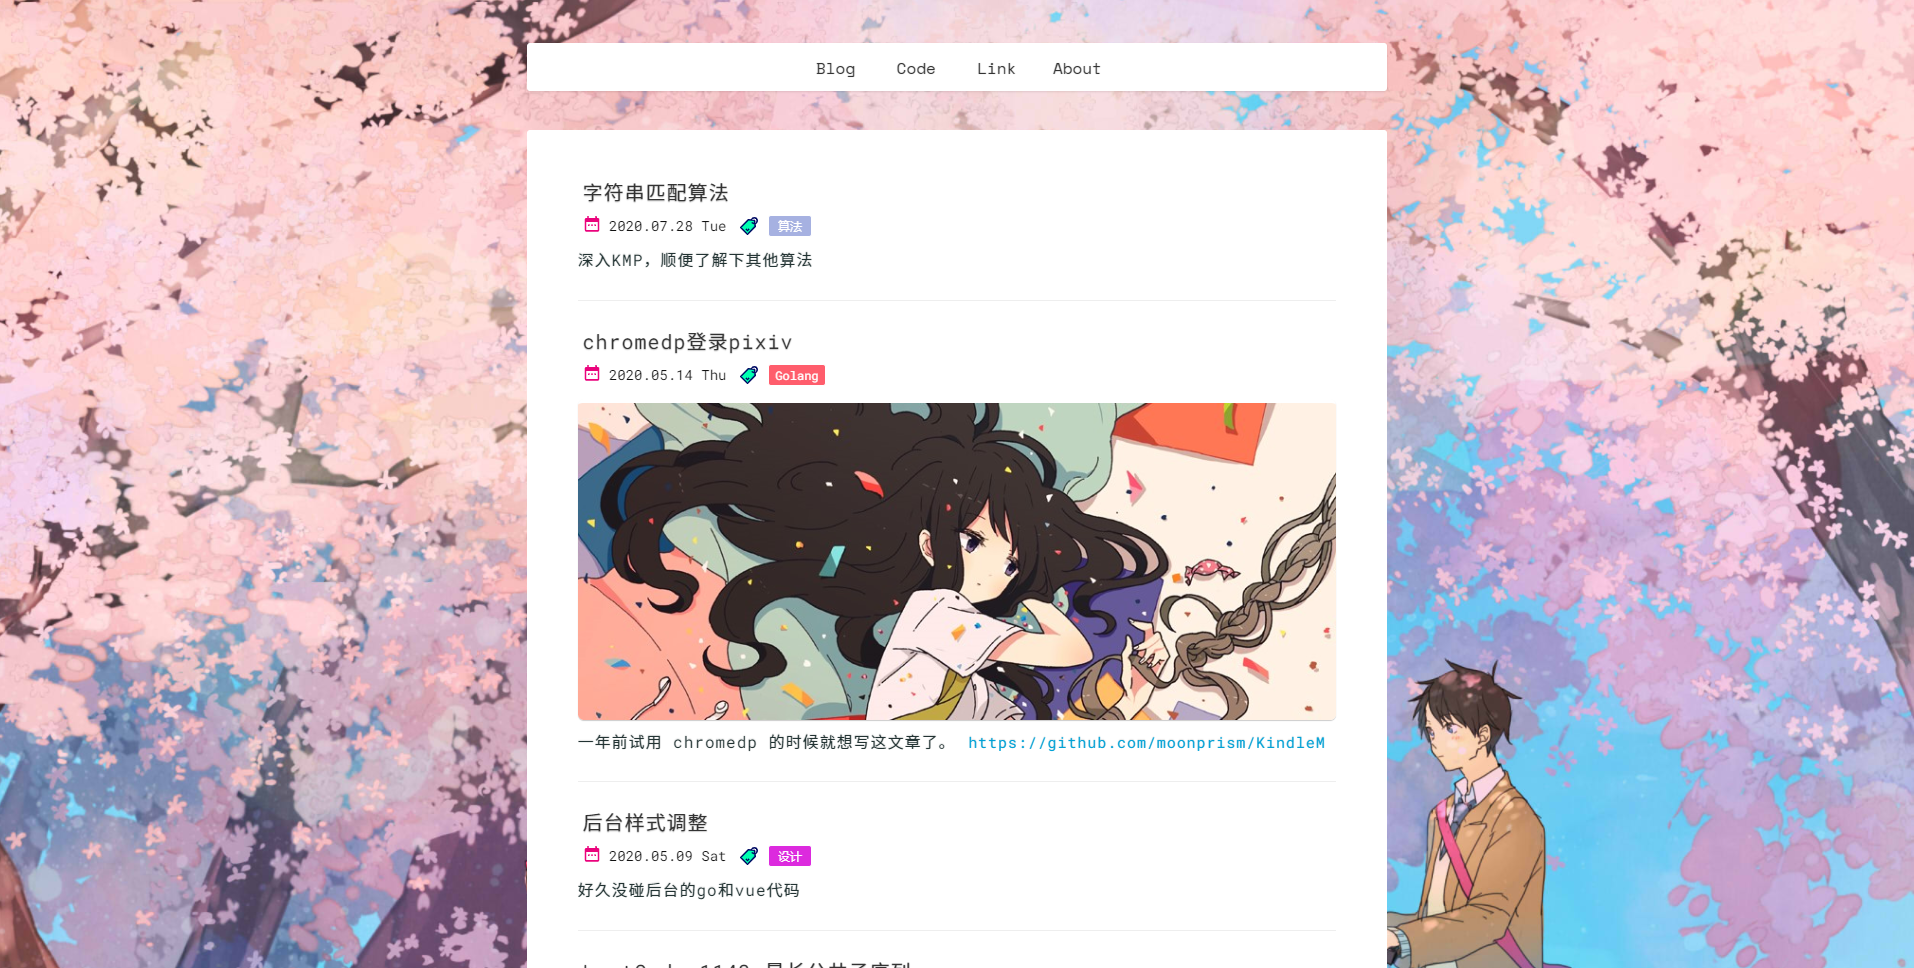 Blog Code Link About
字符串匹配算法
2020.07.28 Tue 算法
深入KMP，顺便了解下其他算法
chromedp登录pixiv
2020.05.14 Thu Golang
一年前试用 chromedp 的时候就想写这文章了。 https://github.com/moonprism/KindleM
后台样式调整
2020.05.09 Sat 设计
好久没碰后台的go和vue代码